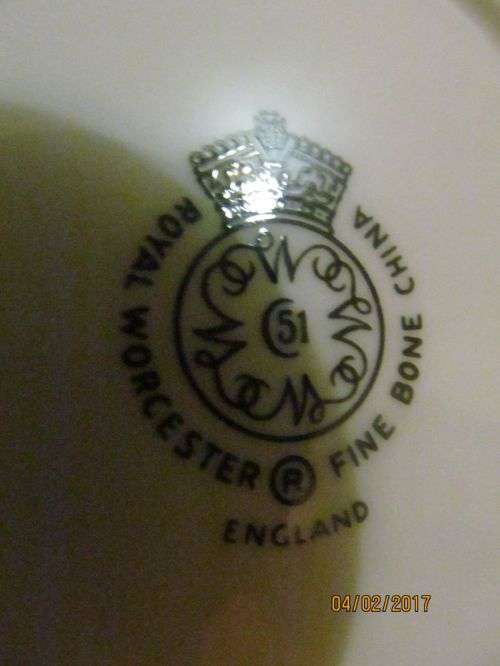 ROYAL WORCESTER ® FINE BONE CHINA
51
ENGLAND
04/02/2017